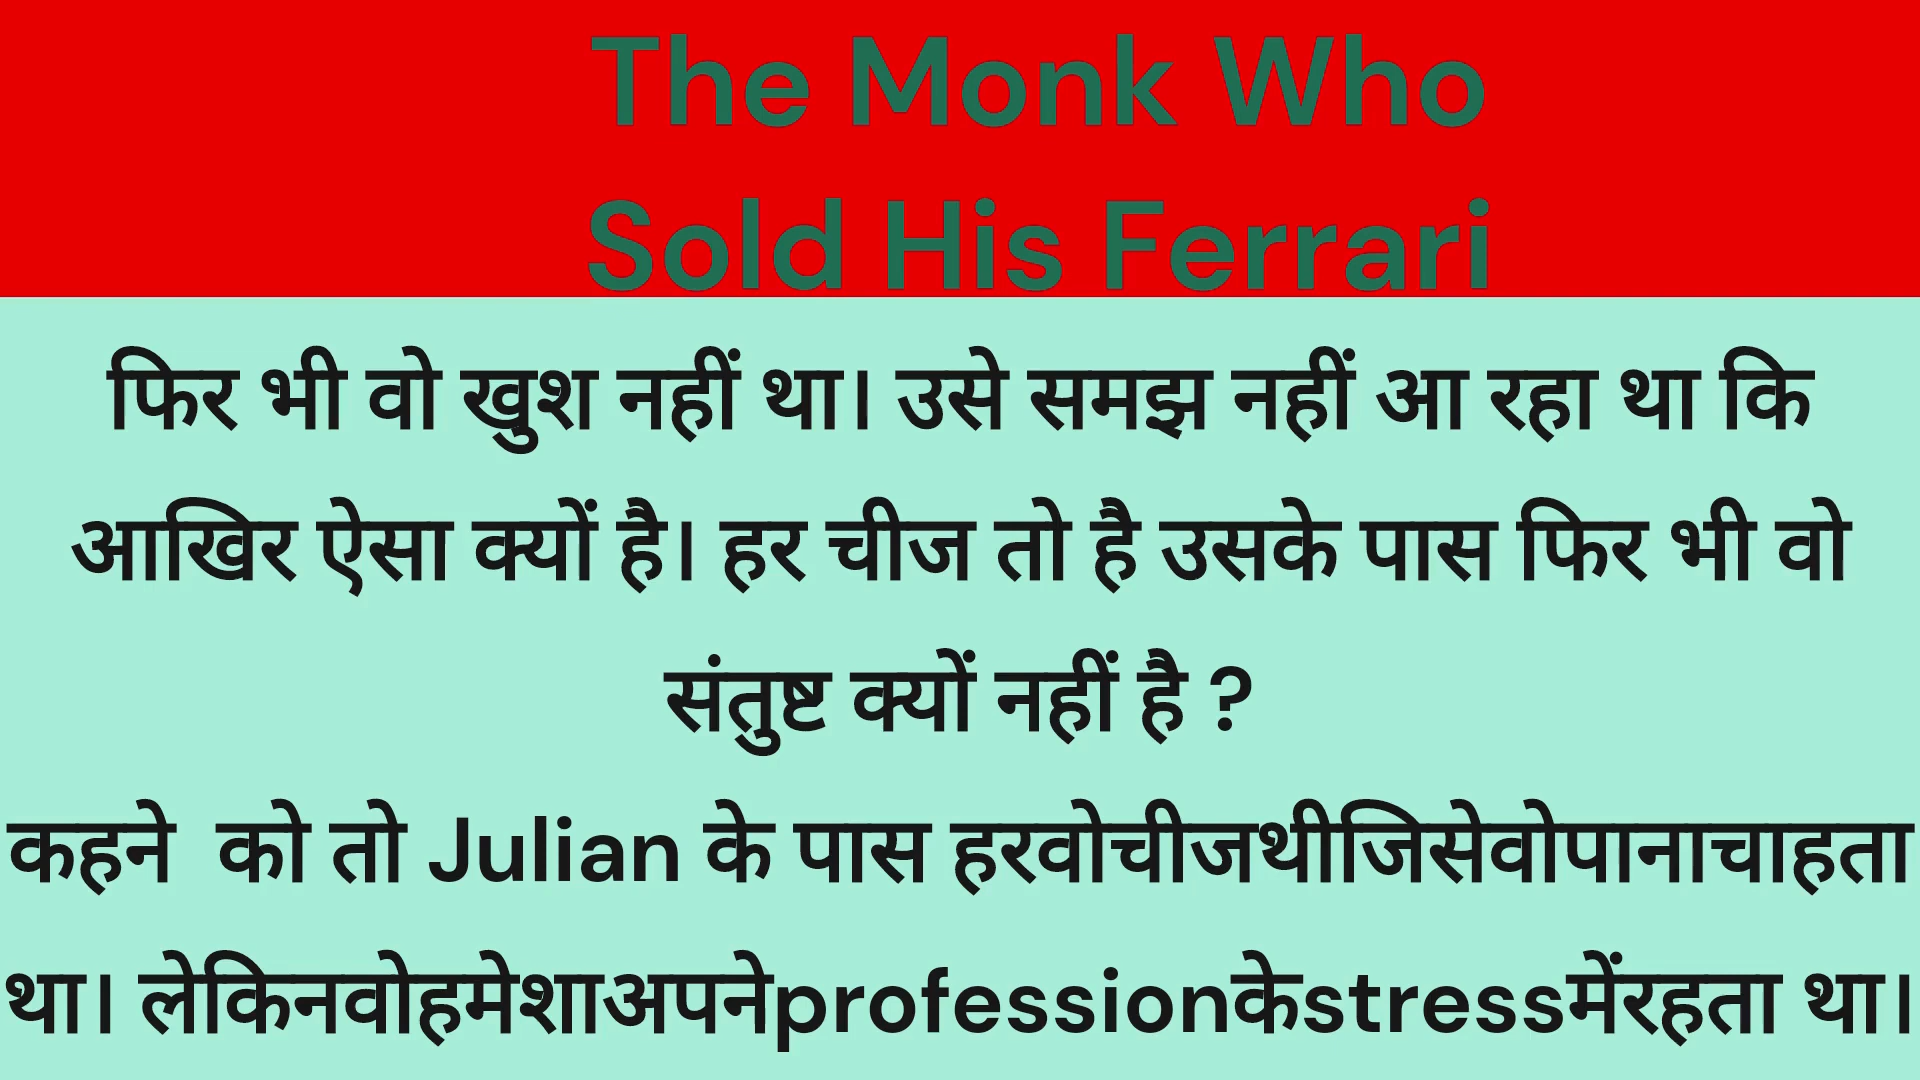 The Monk Who
Sold His Ferrari
फिर भी वो खुश नहीं था। उसे समझ नहीं आ रहा था कि
आखिर ऐसा क्यों है। हर चीज तो है उसके पास फिर भी वो
संतुष्ट क्यों नहीं है ?
कहने  को तो Julian के पास हरवोचीजथीजिसेवोपानाचाहता
था। लेकिनवोहमेशाअपनेprofessionकेstressमेंरहता था।